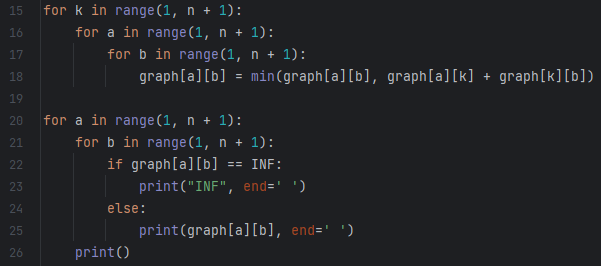 15 for k in range(1, n + 1):
16     for a in range(1, n + 1):
17         for b in range(1, n + 1):
18             graph[a][b] = min(graph[a][b], graph[a][k] + graph[k][b])
19
20 for a in range(1, n + 1):
21     for b in range(1, n + 1):
22         if graph[a][b] == INF:
23             print("INF", end=' ')
24         else:
25             print(graph[a][b], end=' ')
26     print()